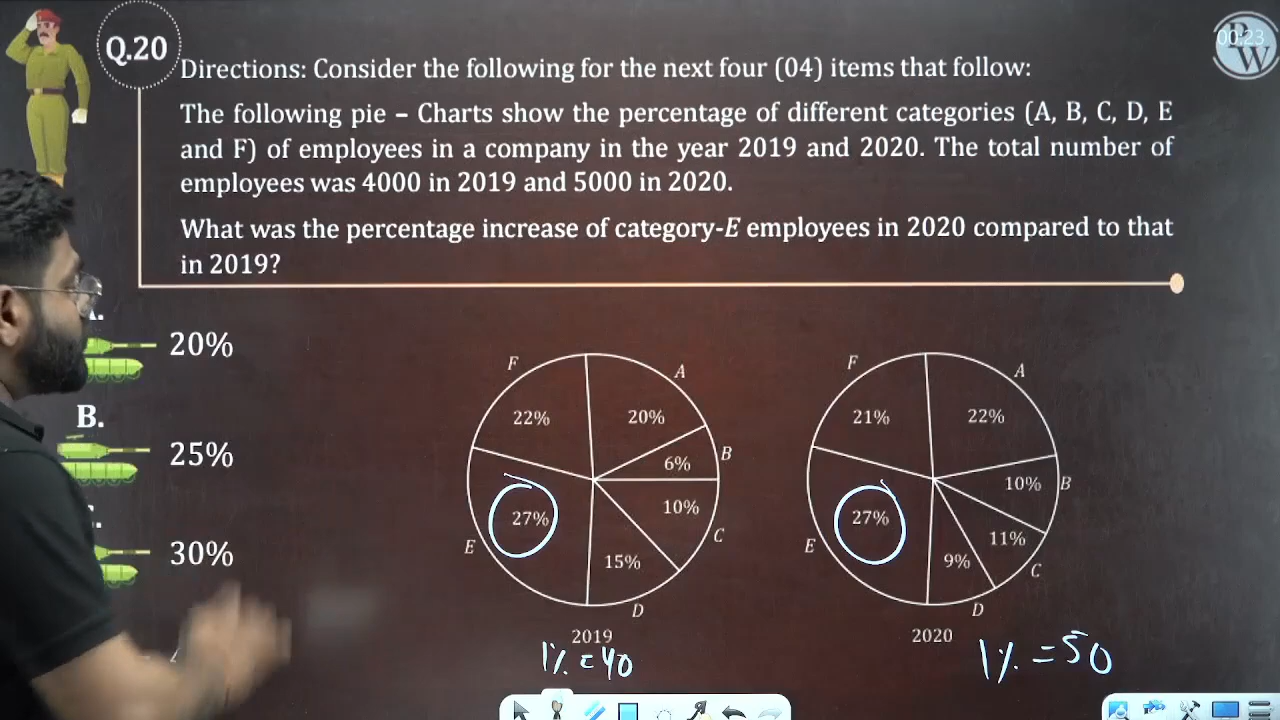 Q.20
00:23
PW
Directions: Consider the following for the next four (04) items that follow:
The following pie – Charts show the percentage of different categories (A, B, C, D, E
and F) of employees in a company in the year 2019 and 2020. The total number of
employees was 4000 in 2019 and 5000 in 2020.
What was the percentage increase of category-E employees in 2020 compared to that
in 2019?
20%
B.
25%
30%
F
A
22%
20%
B
6%
10%
27%
C
E
15%
D
2019
1% = 40
F
A
21%
22%
10%
B
27%
11%
E
9%
C
D
2020
1% = 50